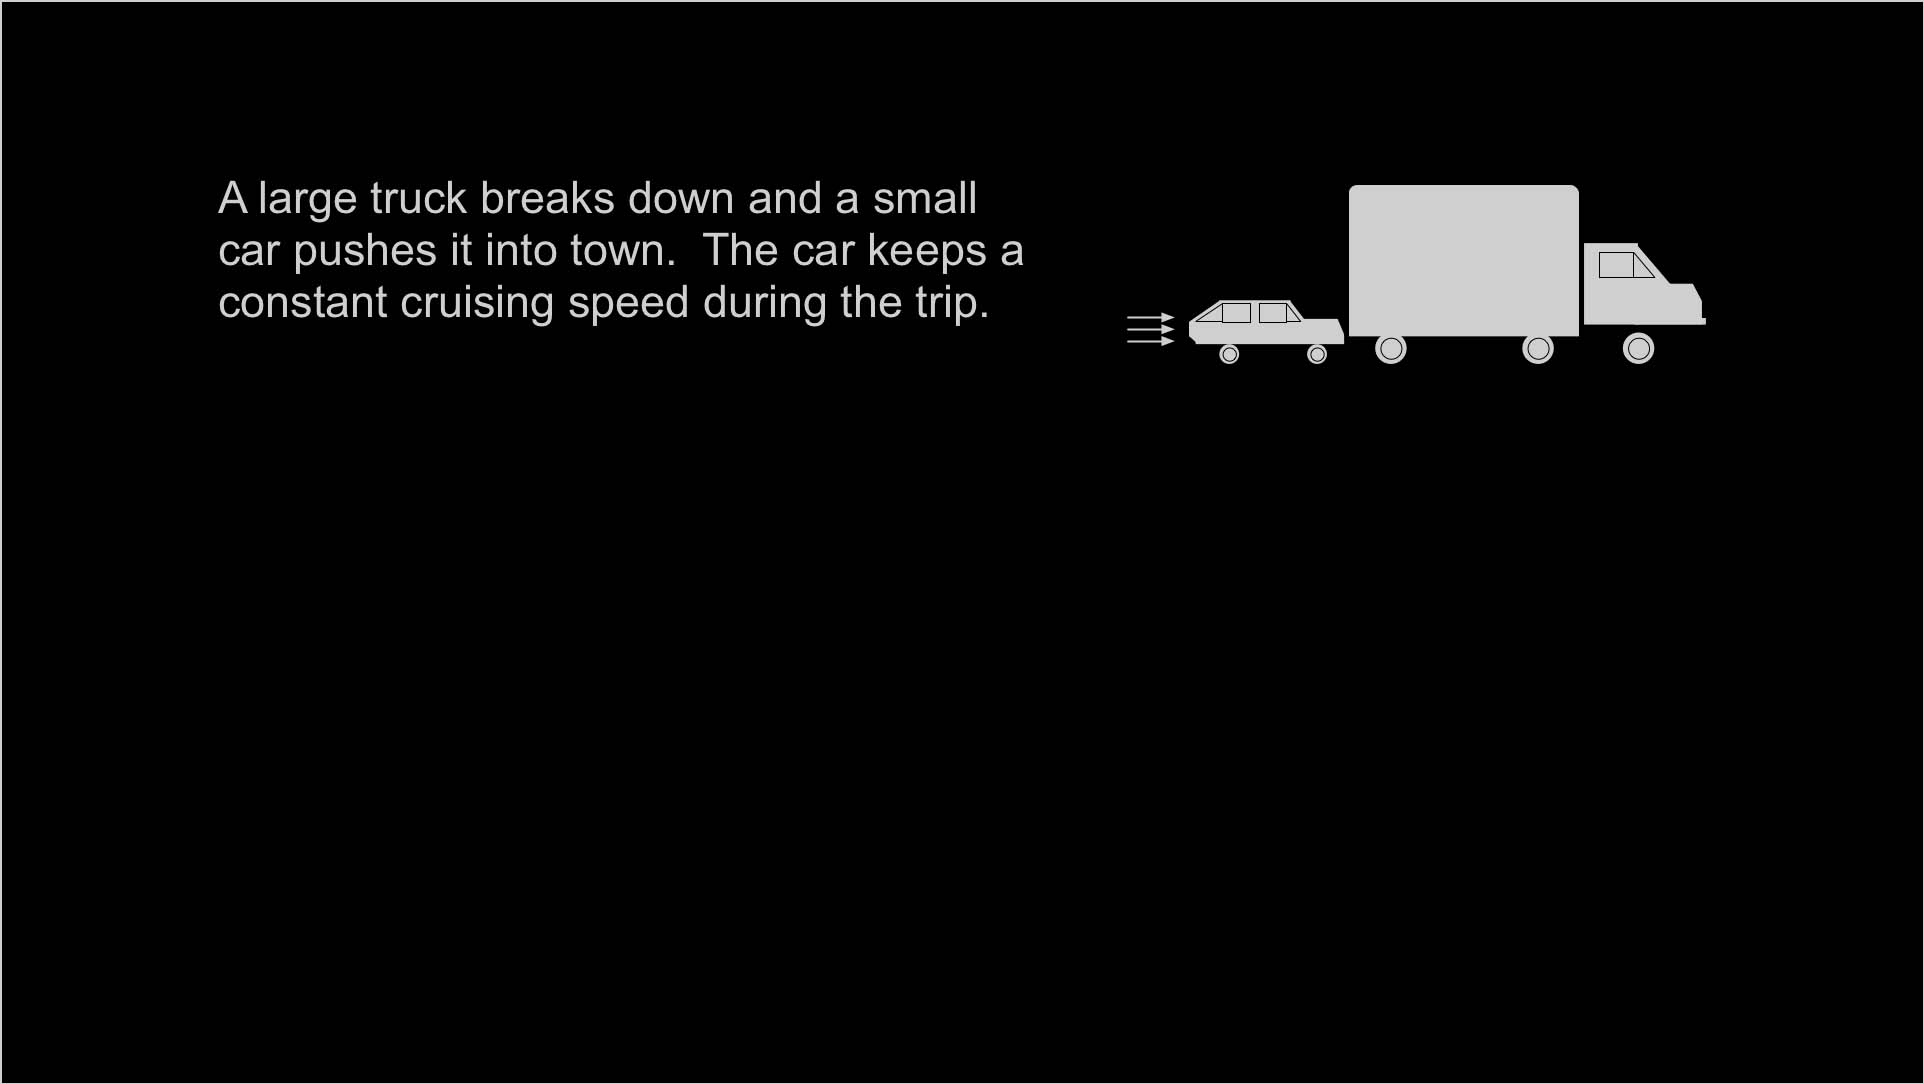 A large truck breaks down and a small
car pushes it into town.  The car keeps a
constant cruising speed during the trip.